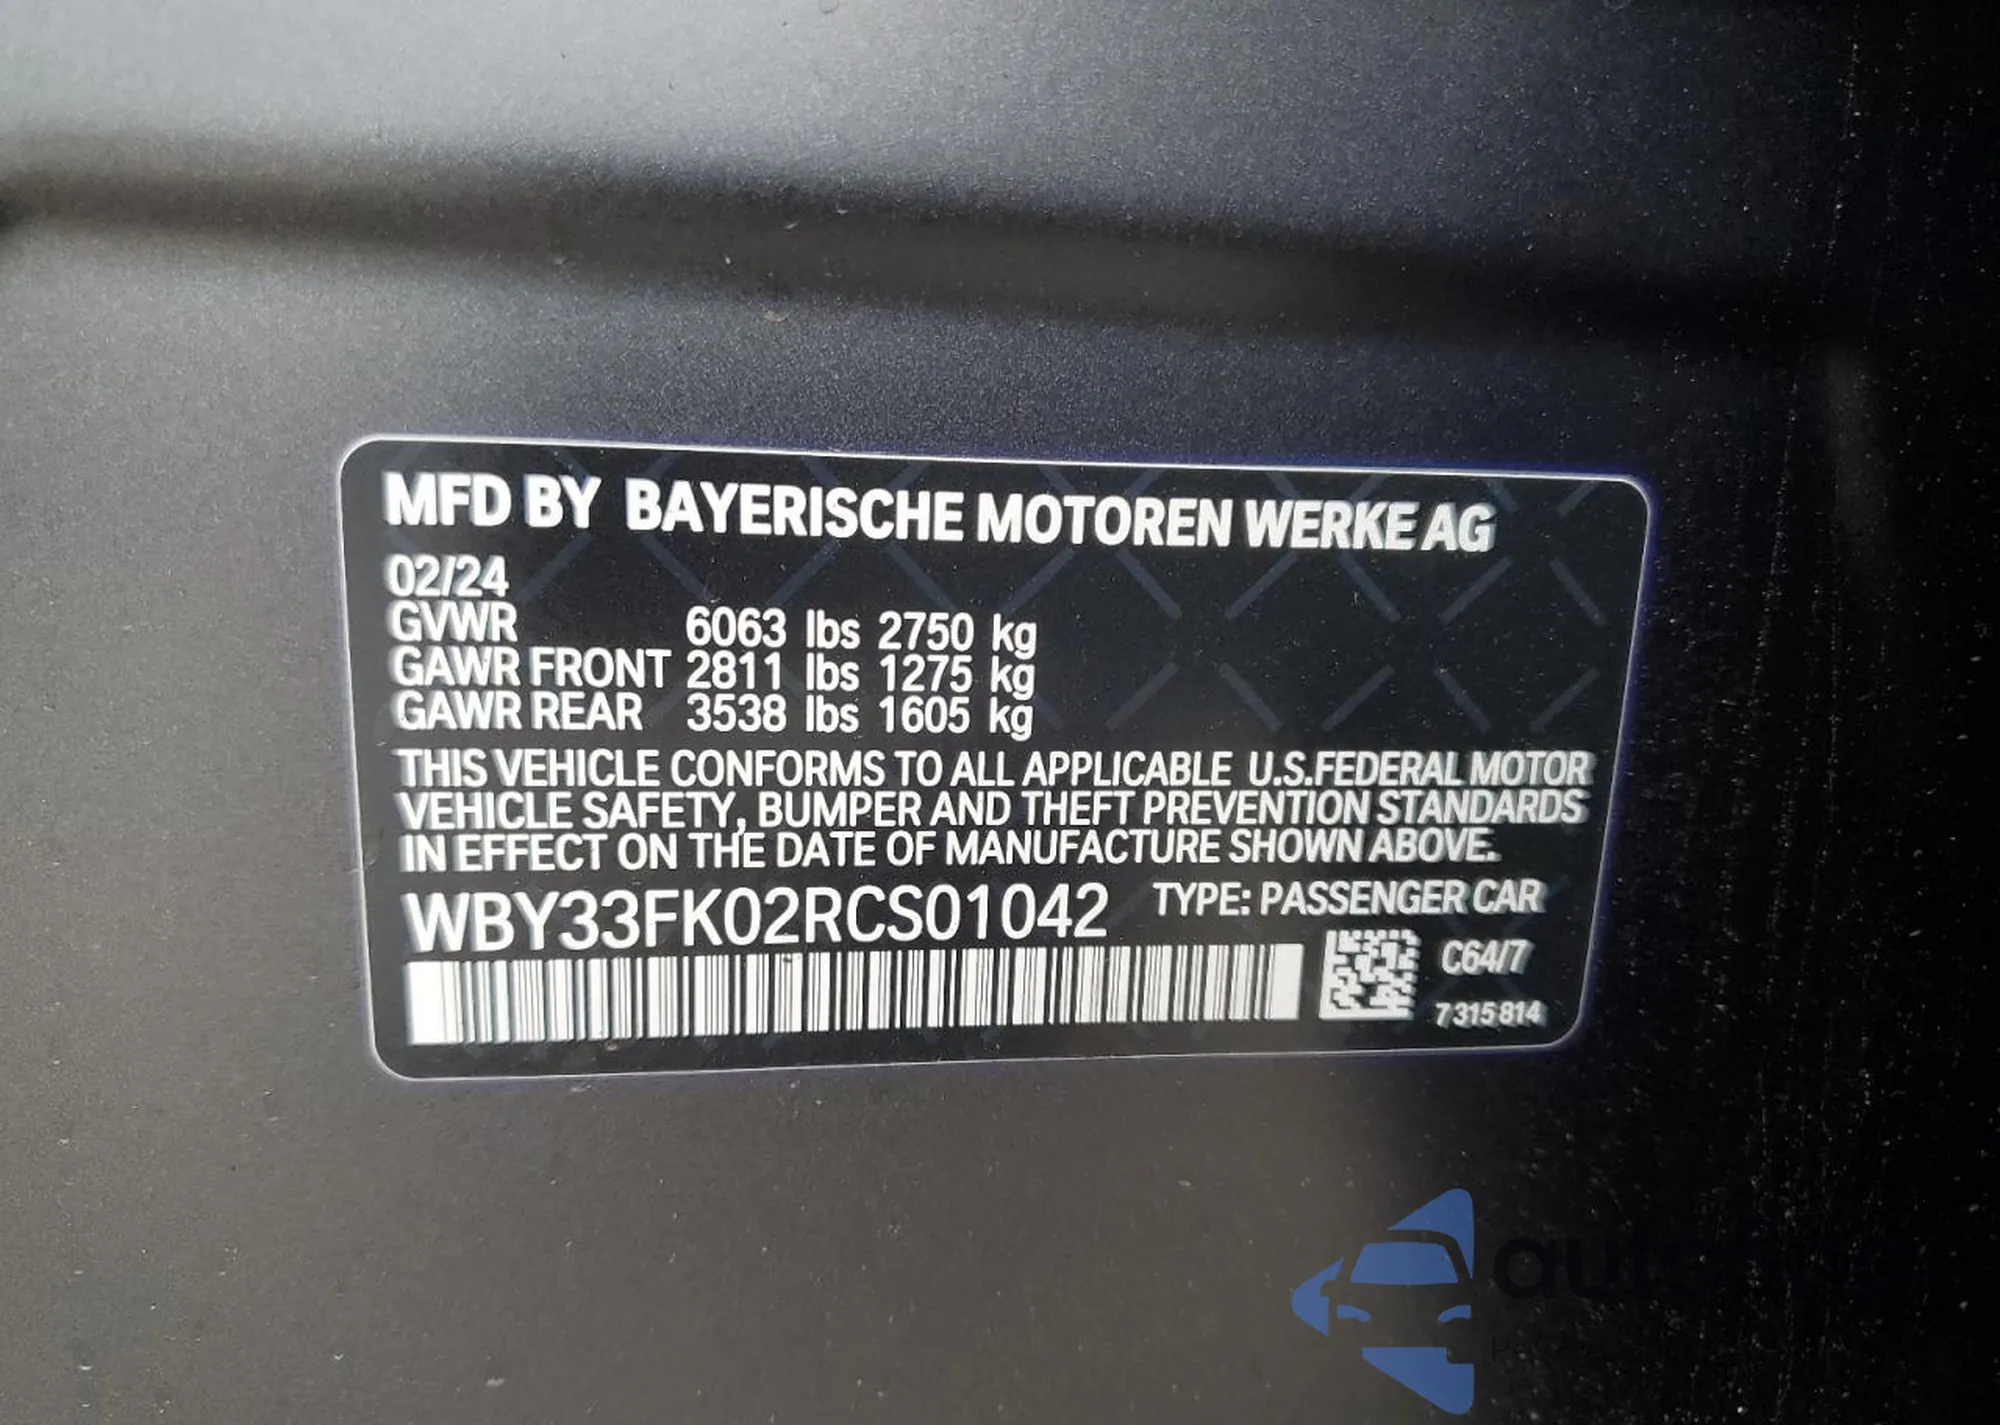 MFD BY BAYERISCHE MOTOREN WERKE AG
02/24
GVWR 6063 lbs 2750 kg
GAWR FRONT 2811 lbs 1275 kg
GAWR REAR 3538 lbs 1605 kg
THIS VEHICLE CONFORMS TO ALL APPLICABLE U.S.FEDERAL MOTOR
VEHICLE SAFETY, BUMPER AND THEFT PREVENTION STANDARDS
IN EFFECT ON THE DATE OF MANUFACTURE SHOWN ABOVE.
WBY33FK02RCS01042 TYPE: PASSENGER CAR
C64/7
7 315 814